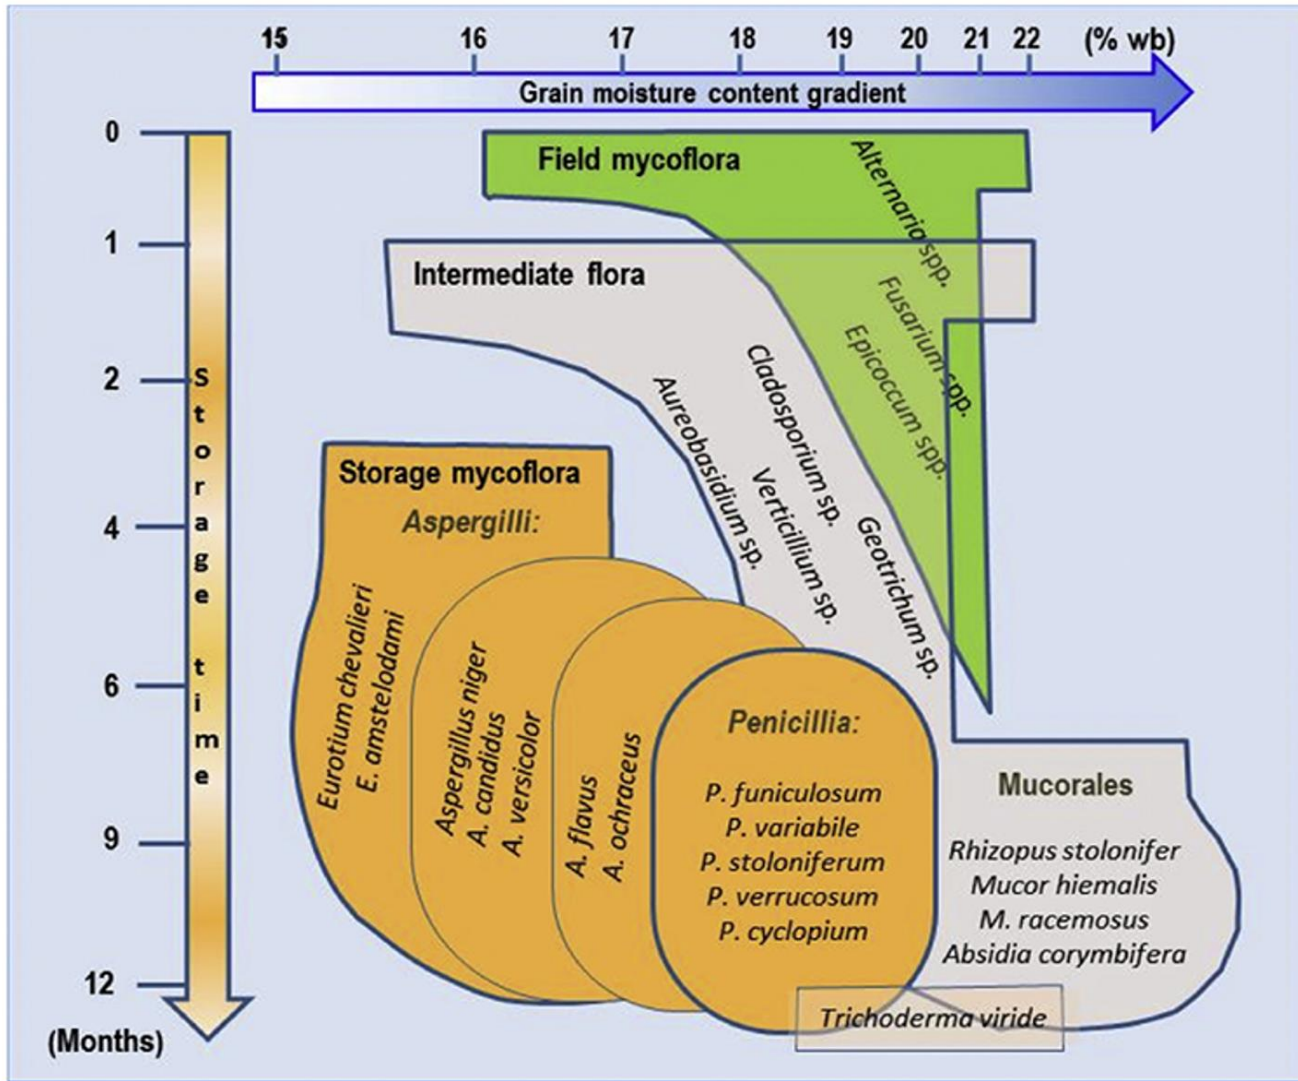 15 16 17 18 19 20 21 22 (% wb)
Grain moisture content gradient
0
1
2
4
6
9
12
(Months)
Storage time
Field mycoflora
Alternaria spp.
Fusarium spp.
Epicoccum spp.
Intermediate flora
Aureobasidium sp.
Cladosporium sp.
Verticillium sp.
Geotrichum sp.
Storage mycoflora
Aspergilli:
Eurotium chevalieri
E. amstelodami
Aspergillus niger
A. candidus
A. versicolor
A. flavus
A. ochraceus
Penicillia:
P. funiculosum
P. variabile
P. stoloniferum
P. verrucosum
P. cyclopium
Mucorales
Rhizopus stolonifer
Mucor hiemalis
M. racemosus
Absidia corymbifera
Trichoderma viride